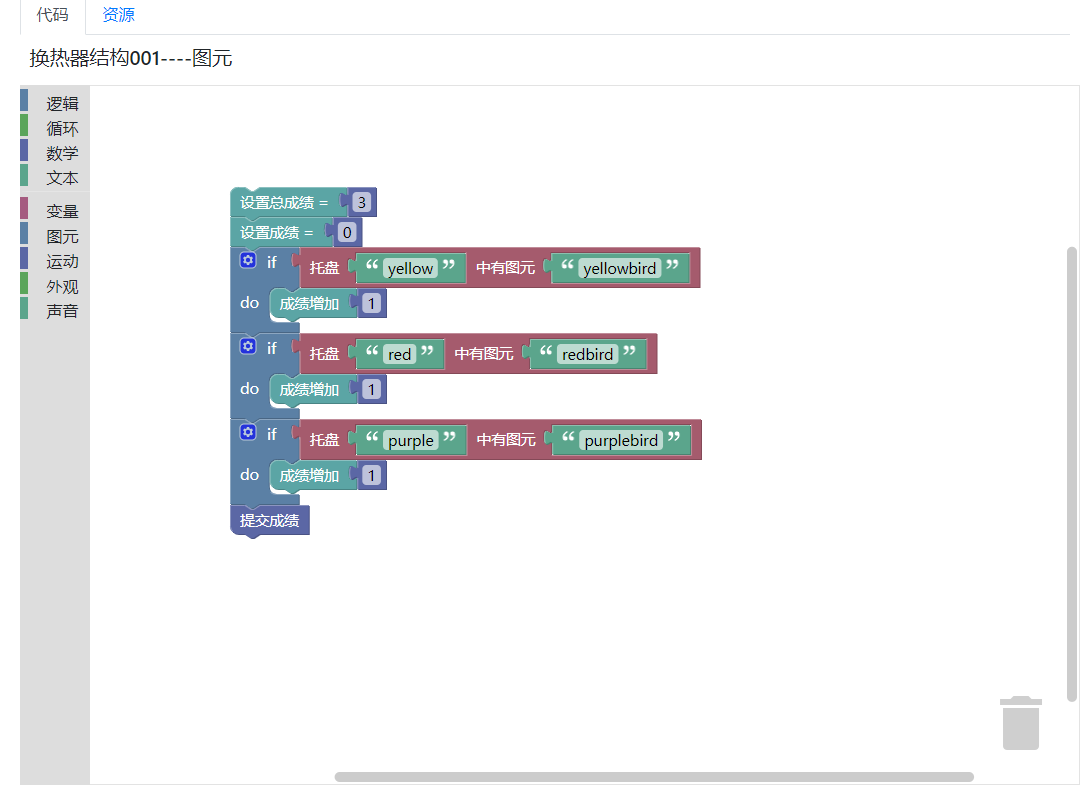 代码 资源
换热器结构001----图元
逻辑
循环
数学
文本
变量
图元
运动
外观
声音
设置总成绩 = 3
设置成绩 = 0
if 托盘 “ yellow ” 中有图元 “ yellowbird ”
do 成绩增加 1
if 托盘 “ red ” 中有图元 “ redbird ”
do 成绩增加 1
if 托盘 “ purple ” 中有图元 “ purplebird ”
do 成绩增加 1
提交成绩